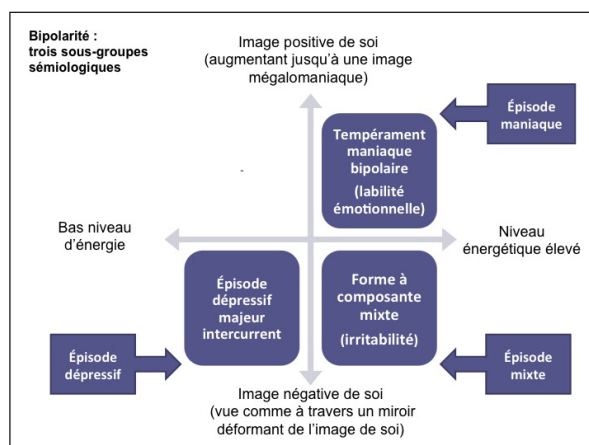 Bipolarité :
trois sous-groupes
sémiologiques
Image positive de soi
(augmentant jusqu'à une image
mégalomaniaque)
Épisode
maniaque
Tempérament
maniaque
bipolaire
(labilité
émotionnelle)
Bas niveau
d'énergie
Niveau
énergétique élevé
Épisode
dépressif
majeur
intercurrent
Forme à
composante
mixte
(irritabilité)
Épisode
dépressif
Épisode
mixte
Image négative de soi
(vue comme à travers un miroir
déformant de l'image de soi)